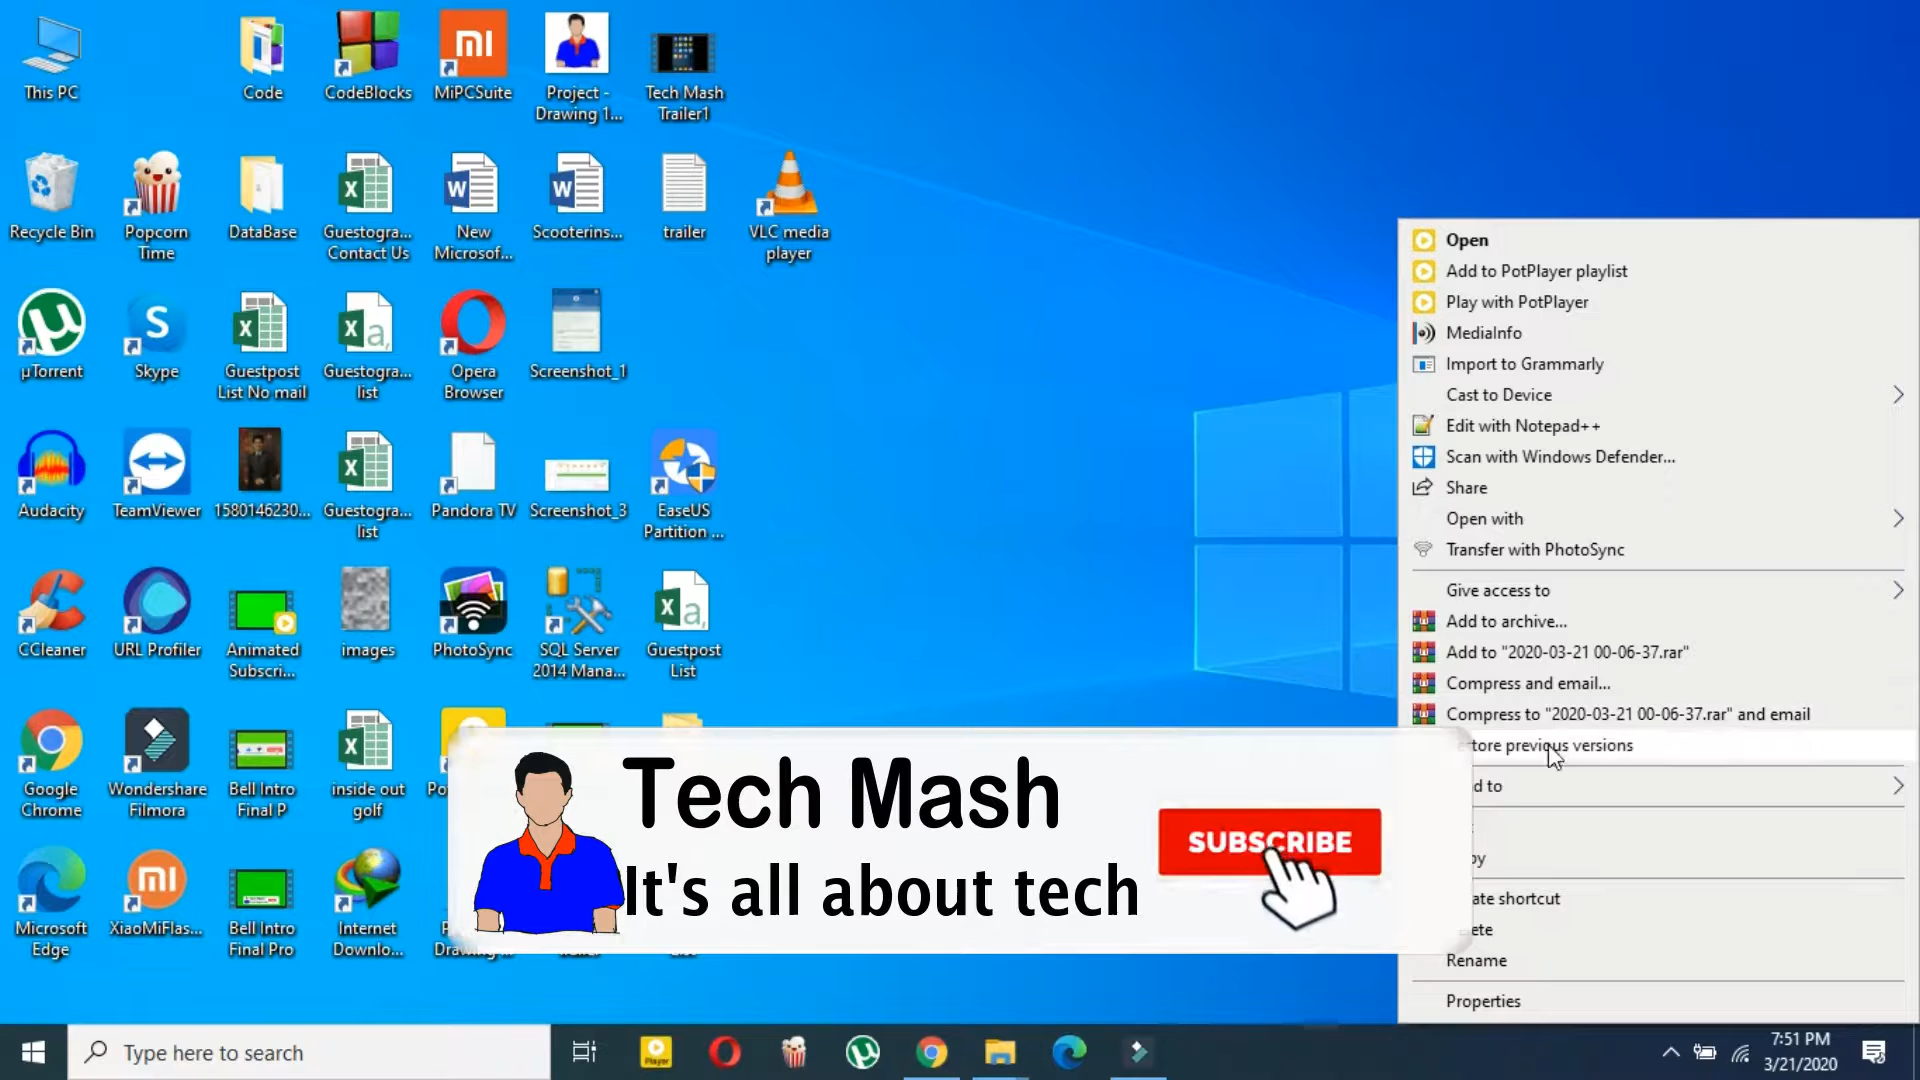 This PC
Code
CodeBlocks
MiPCSuite
Project -
Drawing 1...
Tech Mash
Trailer1
Recycle Bin
Popcorn
Time
DataBase
Guestogra...
Contact Us
New
Microsof...
Scooterins...
trailer
VLC media
player
µTorrent
Skype
Guestpost
List No mail
Guestogra...
list
Opera
Browser
Screenshot_1
Audacity
TeamViewer
1580146230...
Guestogra...
list
Pandora TV
Screenshot_3
EaseUS
Partition ...
CCleaner
URL Profiler
Animated
Subscri...
images
PhotoSync
SQL Server
2014 Mana...
Guestpost
List
Google
Chrome
Wondershare
Filmora
Bell Intro
Final P
inside out
golf
Microsoft
Edge
XiaoMiFlas...
Bell Intro
Final Pro
Internet
Downlo...
Tech Mash
It's all about tech
SUBSCRIBE
Open
Add to PotPlayer playlist
Play with PotPlayer
MediaInfo
Import to Grammarly
Cast to Device
Edit with Notepad++
Scan with Windows Defender...
Share
Open with
Transfer with PhotoSync
Give access to
Add to archive...
Add to "2020-03-21 00-06-37.rar"
Compress and email...
Compress to "2020-03-21 00-06-37.rar" and email
previous versions
to
shortcut
Rename
Properties
Type here to search
Player
7:51 PM
3/21/2020